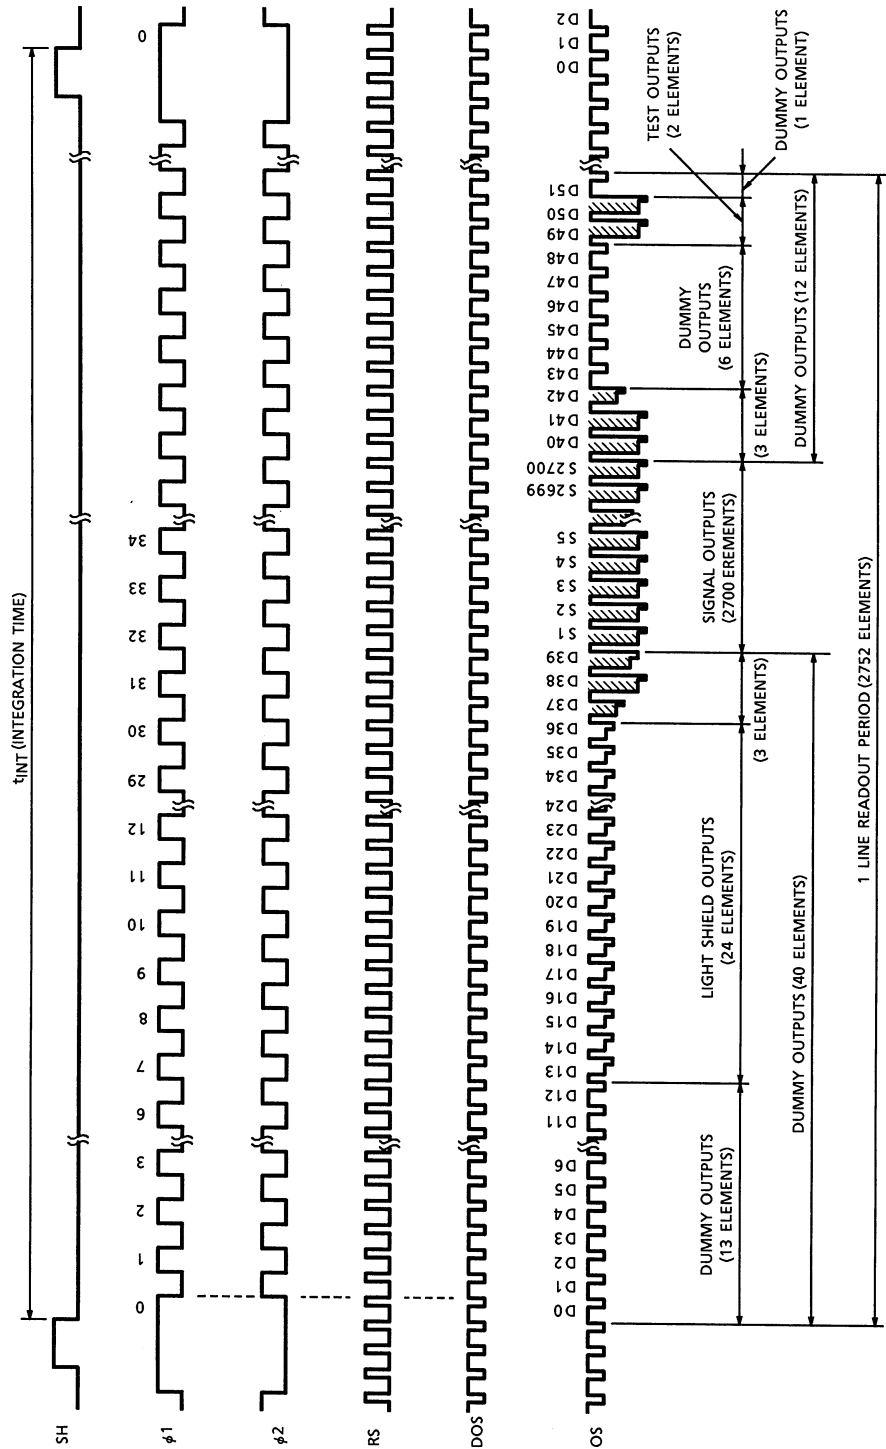 SH
tINT (INTEGRATION TIME)
φ1
0 1 2 3 6 7 8 9 10 11 12 29 30 31 32 33 34 0
φ2
RS
DOS
OS
D0 D1 D2 D3 D4 D5 D6 D11 D12 D13 D14 D15 D16 D17 D18 D19 D20 D21 D22 D23 D24 D34 D35 D36 D37 D38 D39 S1 S2 S3 S4 S5 S2699 S2700 D40 D41 D42 D43 D44 D45 D46 D47 D48 D49 D50 D51 D0 D1 D2
DUMMY OUTPUTS
(13 ELEMENTS)
LIGHT SHIELD OUTPUTS
(24 ELEMENTS)
(3 ELEMENTS)
SIGNAL OUTPUTS
(2700 EREMENTS)
(3 ELEMENTS)
DUMMY
OUTPUTS
(6 ELEMENTS)
TEST OUTPUTS
(2 ELEMENTS)
DUMMY OUTPUTS
(1 ELEMENT)
DUMMY OUTPUTS (40 ELEMENTS)
DUMMY OUTPUTS (12 ELEMENTS)
1 LINE READOUT PERIOD (2752 ELEMENTS)